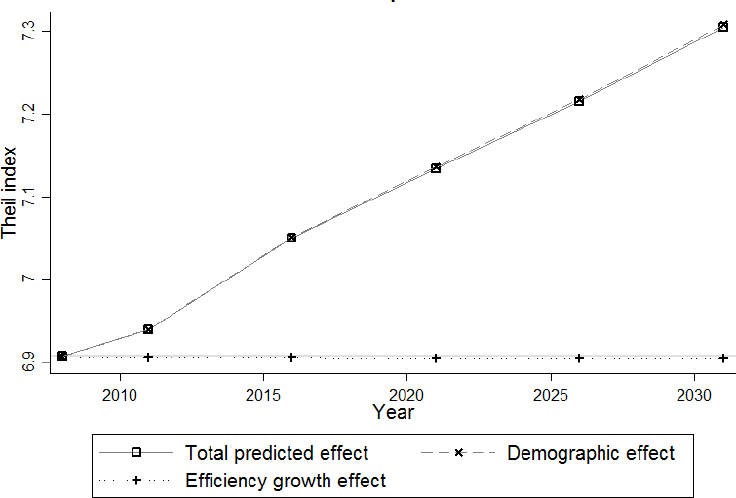 7.3
7.2
7.1
7
6.9
Theil index
2010 2015 2020 2025 2030
Year
Total predicted effect Demographic effect
Efficiency growth effect